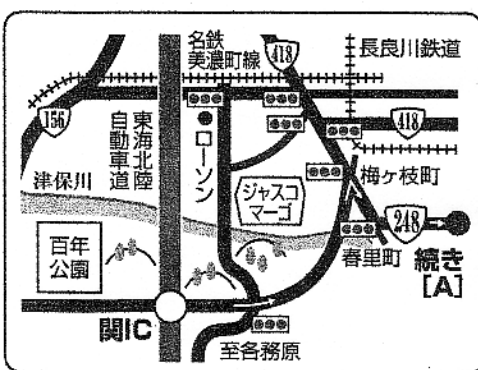 名鉄
美濃町線
418
長良川鉄道
156
東海北陸
自動車道
ローソン
418
津保川
ジャスコ
マーゴ
梅ヶ枝町
248
百年
公園
春里町
続き
[A]
関IC
至各務原